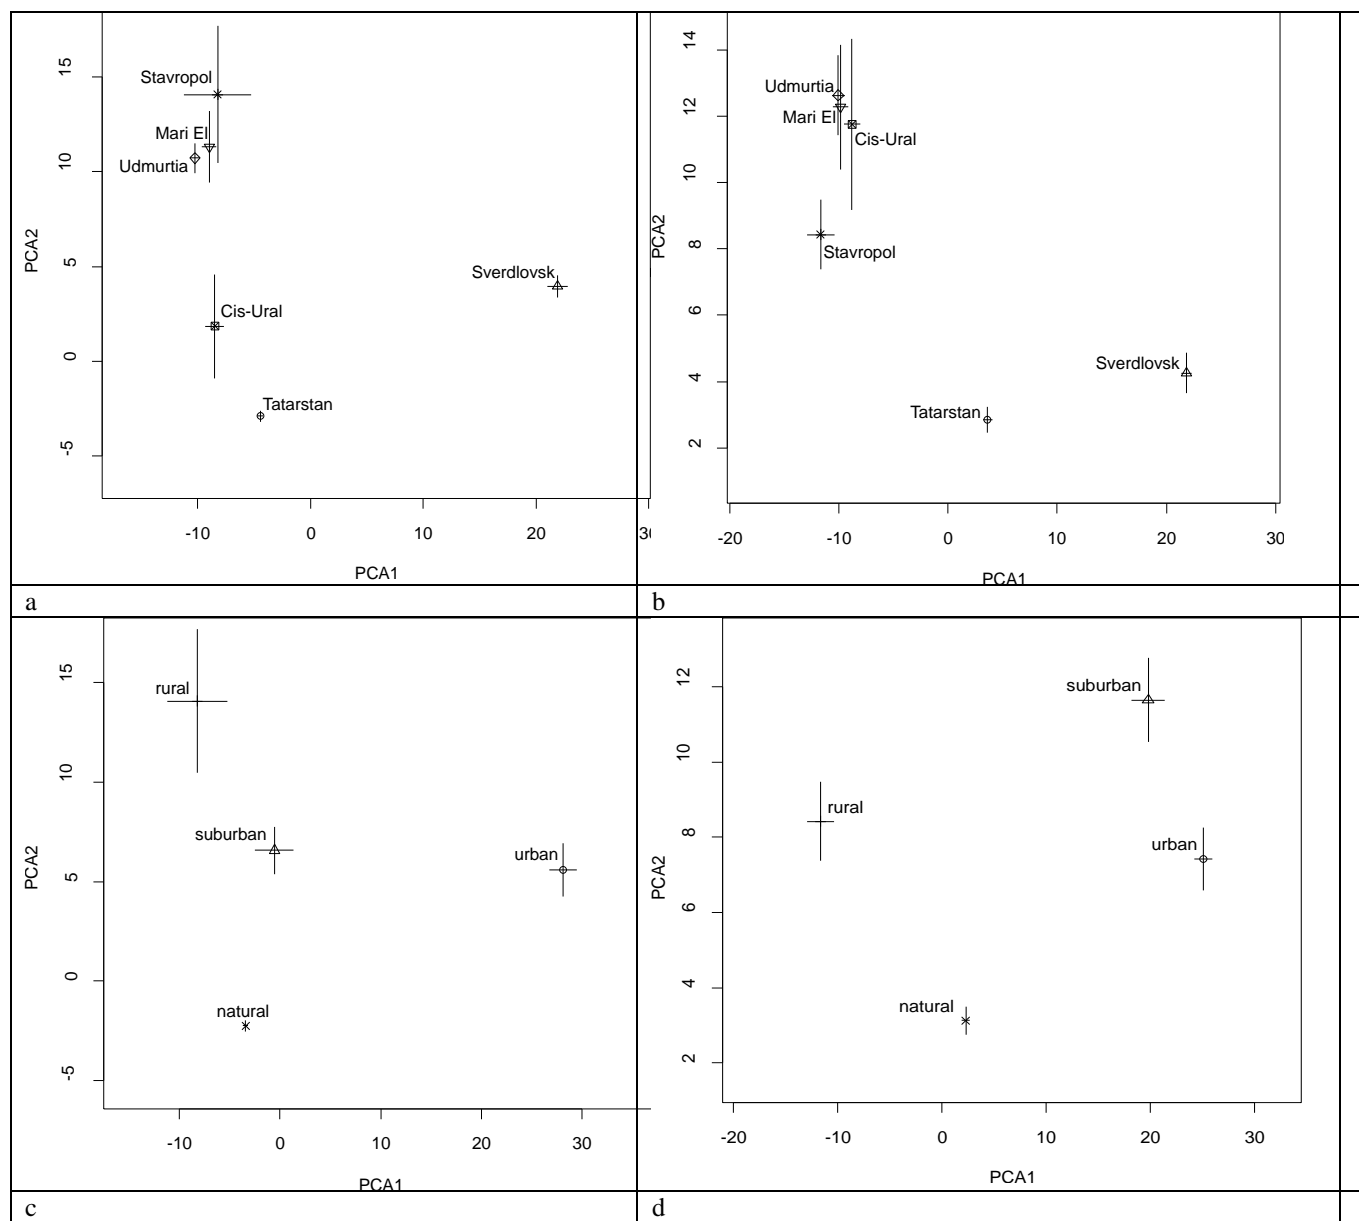 15
10
5
0
-5
PCA2
Stavropol
Mari El
Udmurtia
Cis-Ural
Tatarstan
Sverdlovsk
-10 0 10 20
PCA1
a
14
12
10
8
6
4
2
PCA2
Udmurtia
Mari El
Cis-Ural
Stavropol
Sverdlovsk
Tatarstan
-20 -10 0 10 20 30
PCA1
b
15
10
5
0
-5
PCA2
rural
suburban
urban
natural
-10 0 10 20 30
PCA1
c
12
10
8
6
4
2
PCA2
suburban
rural
urban
natural
-20 -10 0 10 20 30
PCA1
d